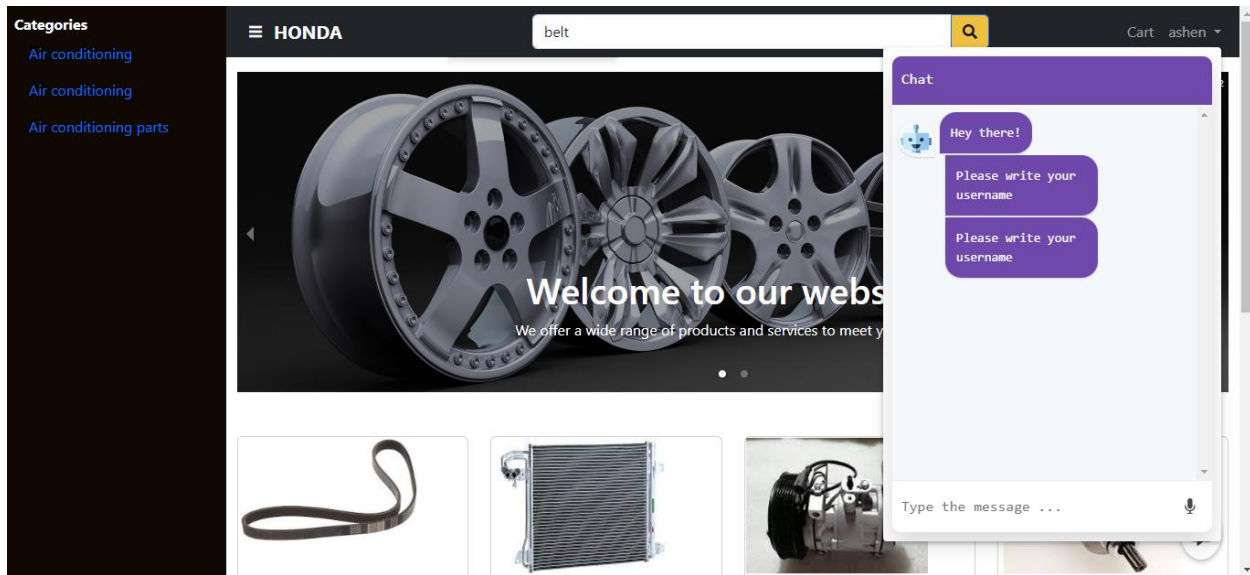 Categories
Air conditioning
Air conditioning
Air conditioning parts
HONDA
belt
Cart ashen
Welcome to our webs
We offer a wide range of products and services to meet y
Chat
Hey there!
Please write your
username
Please write your
username
Type the message ...